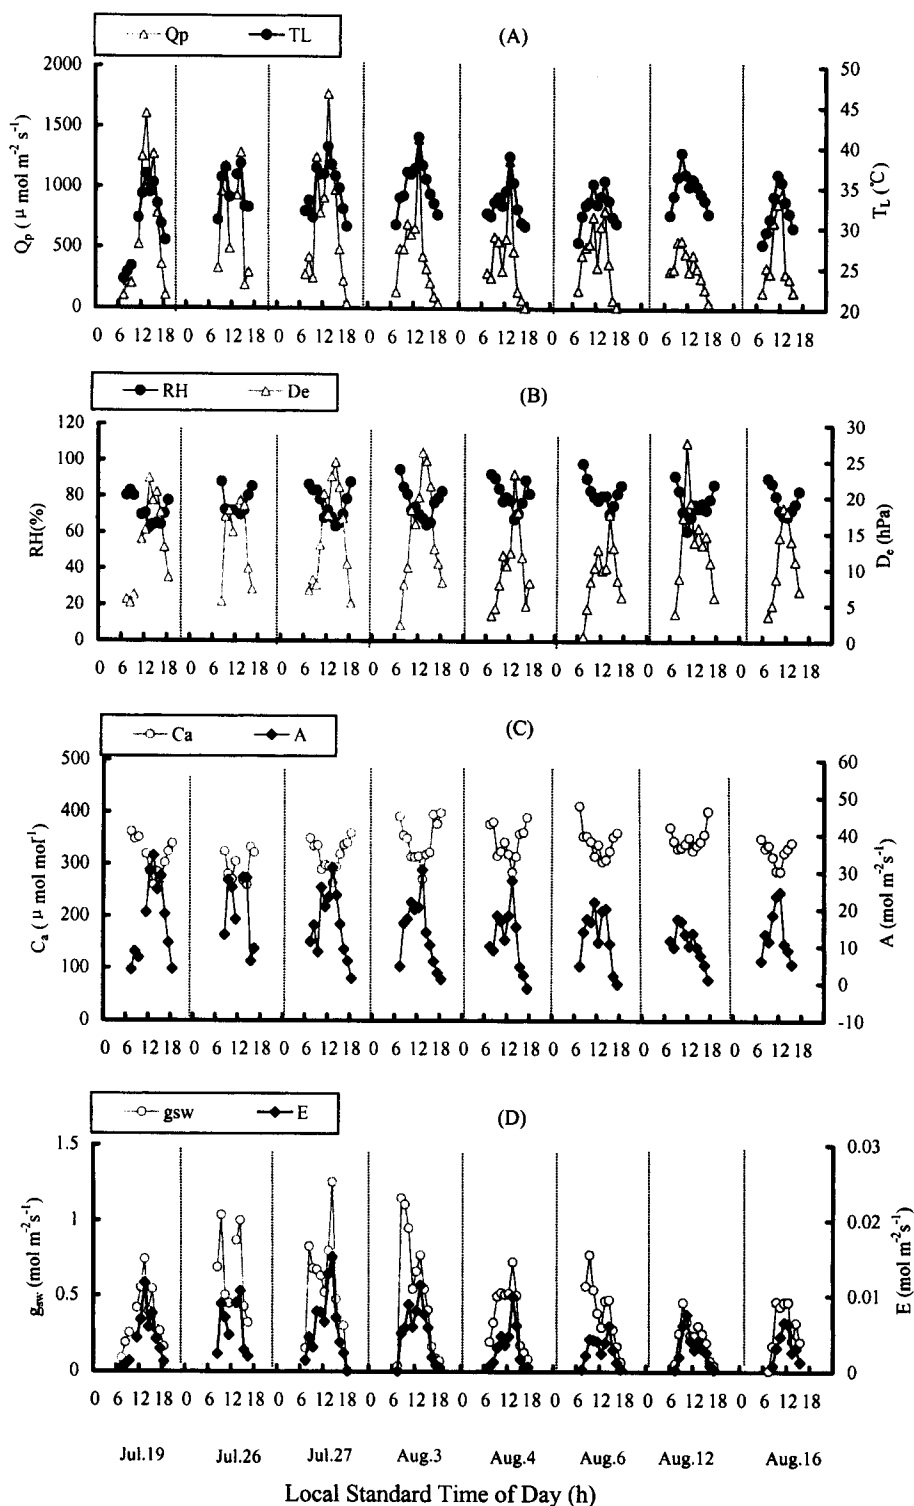 Qp TL
(A)
2000
1500
1000
500
0
Qp (μ mol m-2 s-1)
50
45
40
35
30
25
20
TL (℃)
0 6 12 18 0 6 12 18 0 6 12 18 0 6 12 18 0 6 12 18 0 6 12 18 0 6 12 18 0 6 12 18
RH De
(B)
120
100
80
60
40
20
0
RH(%)
30
25
20
15
10
5
0
De (hPa)
0 6 12 18 0 6 12 18 0 6 12 18 0 6 12 18 0 6 12 18 0 6 12 18 0 6 12 18 0 6 12 18
Ca A
(C)
500
400
300
200
100
0
Ca (μ mol mol-1)
60
50
40
30
20
10
0
-10
A (mol m-2s-1)
0 6 12 18 0 6 12 18 0 6 12 18 0 6 12 18 0 6 12 18 0 6 12 18 0 6 12 18 0 6 12 18
gsw E
(D)
1.5
1
0.5
0
gsw (mol m-2s-1)
0.03
0.02
0.01
0
E (mol m-2s-1)
0 6 12 18 0 6 12 18 0 6 12 18 0 6 12 18 0 6 12 18 0 6 12 18 0 6 12 18 0 6 12 18
Jul.19 Jul.26 Jul.27 Aug.3 Aug.4 Aug.6 Aug.12 Aug.16
Local Standard Time of Day (h)